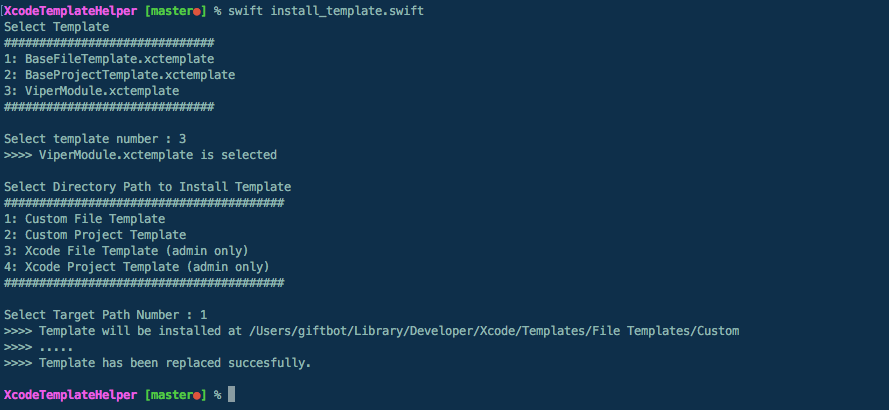 [XcodeTemplateHelper [master●] % swift install_template.swift
Select Template
##############################
1: BaseFileTemplate.xctemplate
2: BaseProjectTemplate.xctemplate
3: ViperModule.xctemplate
##############################
Select template number : 3
>>>> ViperModule.xctemplate is selected
Select Directory Path to Install Template
########################################
1: Custom File Template
2: Custom Project Template
3: Xcode File Template (admin only)
4: Xcode Project Template (admin only)
########################################
Select Target Path Number : 1
>>>> Template will be installed at /Users/giftbot/Library/Developer/Xcode/Templates/File Templates/Custom
>>>> .....
>>>> Template has been replaced succesfully.
XcodeTemplateHelper [master●] %